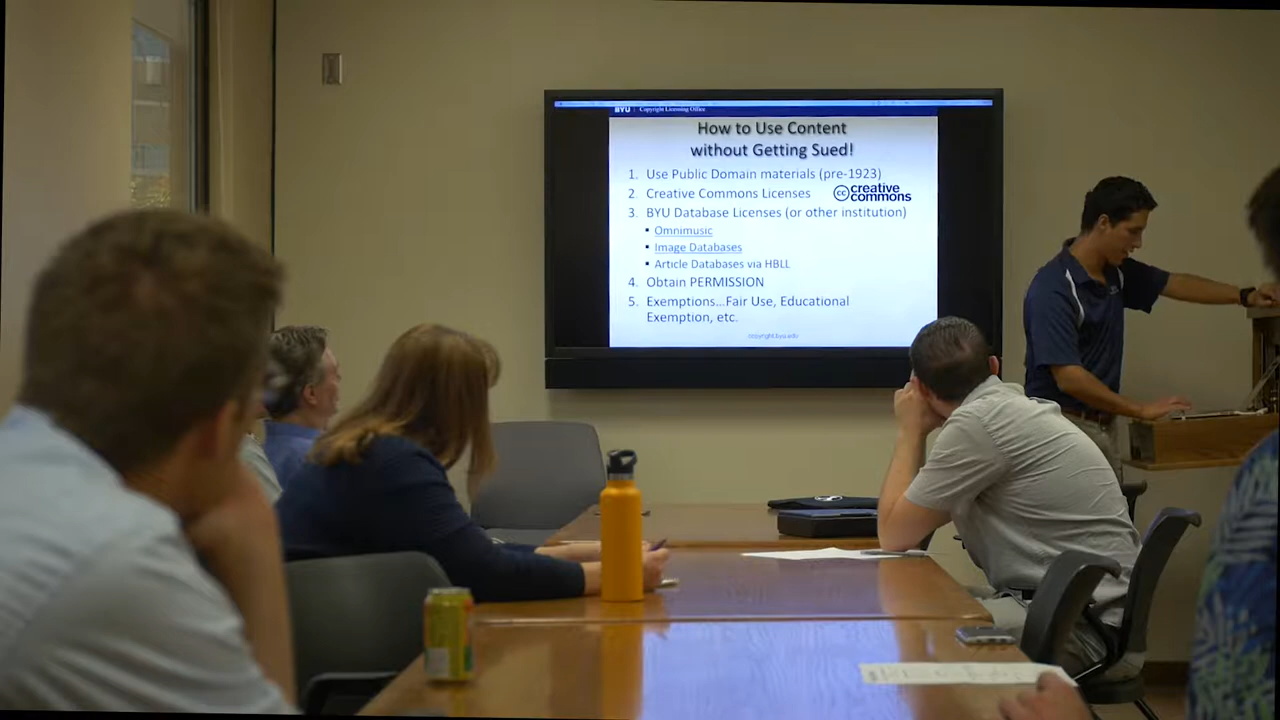 BYU | Copyright Licensing Office
How to Use Content
without Getting Sued!
1. Use Public Domain materials (pre-1923)
2. Creative Commons Licenses
cc creative
commons
3. BYU Database Licenses (or other institution)
▪ Omnimusic
▪ Image Databases
▪ Article Databases via HBLL
4. Obtain PERMISSION
5. Exemptions...Fair Use, Educational
Exemption, etc.
copyright.byu.edu